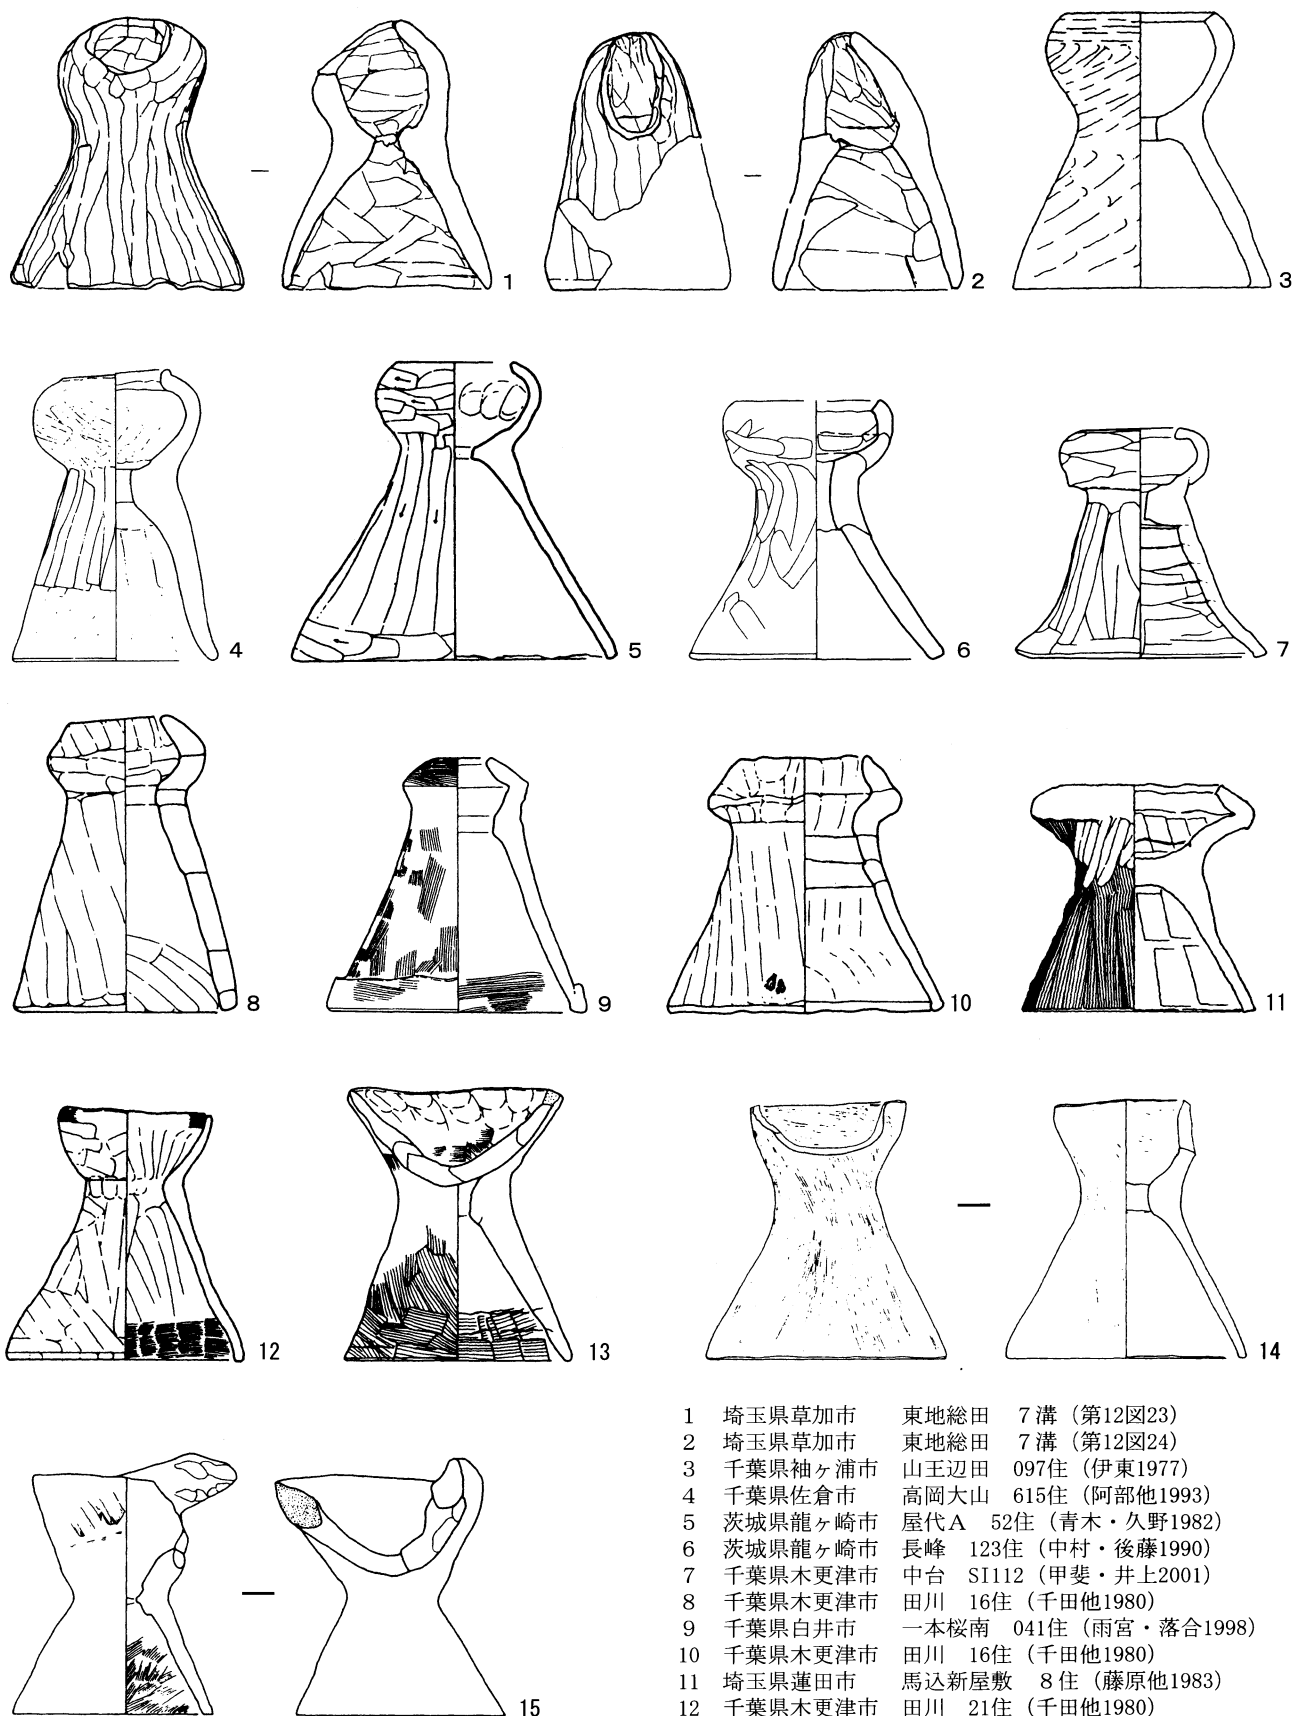 1
2
3
4
5
6
7
8
9
10
11
12
13
14
15
1 埼玉県草加市 東地総田 7溝（第12図23）
2 埼玉県草加市 東地総田 7溝（第12図24）
3 千葉県袖ヶ浦市 山王辺田 097住（伊東1977）
4 千葉県佐倉市 高岡大山 615住（阿部他1993）
5 茨城県龍ヶ崎市 屋代A 52住（青木・久野1982）
6 茨城県龍ヶ崎市 長峰 123住（中村・後藤1990）
7 千葉県木更津市 中台 SI112（甲斐・井上2001）
8 千葉県木更津市 田川 16住（千田他1980）
9 千葉県白井市 一本桜南 041住（雨宮・落合1998）
10 千葉県木更津市 田川 16住（千田他1980）
11 埼玉県蓮田市 馬込新屋敷 8住（藤原他1983）
12 千葉県木更津市 田川 21住（千田他1980）